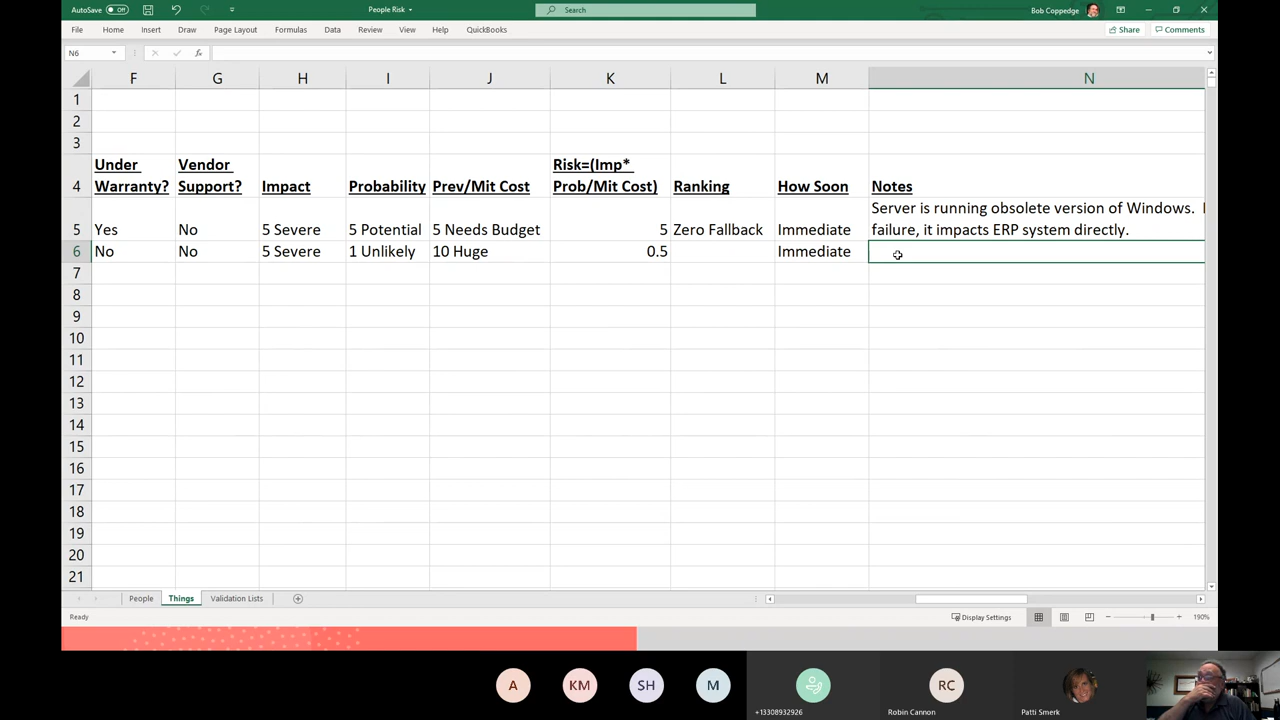 AutoSave Off People Risk Search Bob Coppedge
File Home Insert Draw Page Layout Formulas Data Review View Help QuickBooks Share Comments
N6 fx
F G H I J K L M N
1
2
3
Under Vendor Risk=(Imp*
4 Warranty? Support? Impact Probability Prev/Mit Cost Prob/Mit Cost) Ranking How Soon Notes
Server is running obsolete version of Windows.
5 Yes No 5 Severe 5 Potential 5 Needs Budget 5 Zero Fallback Immediate failure, it impacts ERP system directly.
6 No No 5 Severe 1 Unlikely 10 Huge 0.5 Immediate
7
8
9
10
11
12
13
14
15
16
17
18
19
20
21
People Things Validation Lists
Ready Display Settings 190%
A KM SH M RC
+13308932926 Robin Cannon Patti Smerk